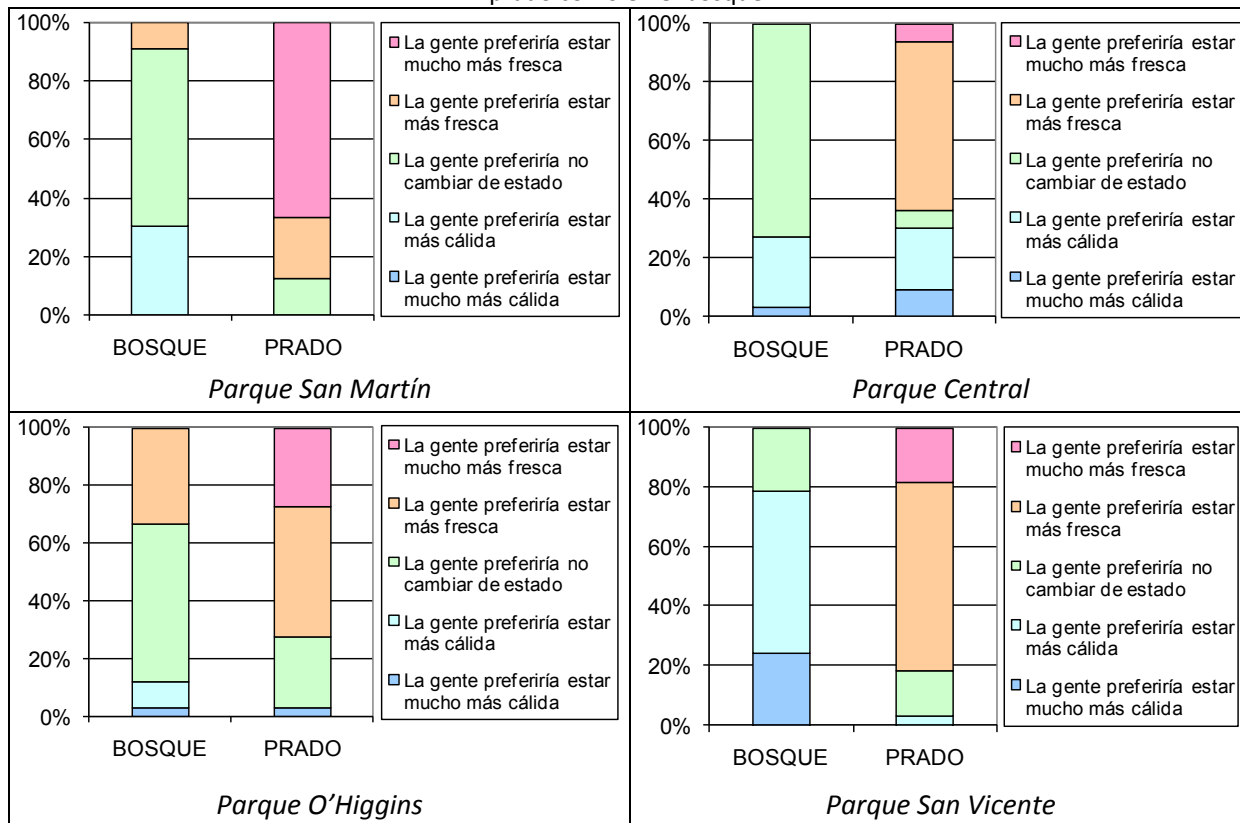 100%
80%
60%
40%
20%
0%
BOSQUE PRADO
La gente preferiría estar
mucho más fresca
La gente preferiría estar
más fresca
La gente preferiría no
cambiar de estado
La gente preferiría estar
más cálida
La gente preferiría estar
mucho más cálida
Parque San Martín
100%
80%
60%
40%
20%
0%
BOSQUE PRADO
La gente preferiría estar
mucho más fresca
La gente preferiría estar
más fresca
La gente preferiría no
cambiar de estado
La gente preferiría estar
más cálida
La gente preferiría estar
mucho más cálida
Parque Central
100%
80%
60%
40%
20%
0%
BOSQUE PRADO
La gente preferiría estar
mucho más fresca
La gente preferiría estar
más fresca
La gente preferiría no
cambiar de estado
La gente preferiría estar
más cálida
La gente preferiría estar
mucho más cálida
Parque O’Higgins
100%
80%
60%
40%
20%
0%
BOSQUE PRADO
La gente preferiría estar
mucho más fresca
La gente preferiría estar
más fresca
La gente preferiría no
cambiar de estado
La gente preferiría estar
más cálida
La gente preferiría estar
mucho más cálida
Parque San Vicente